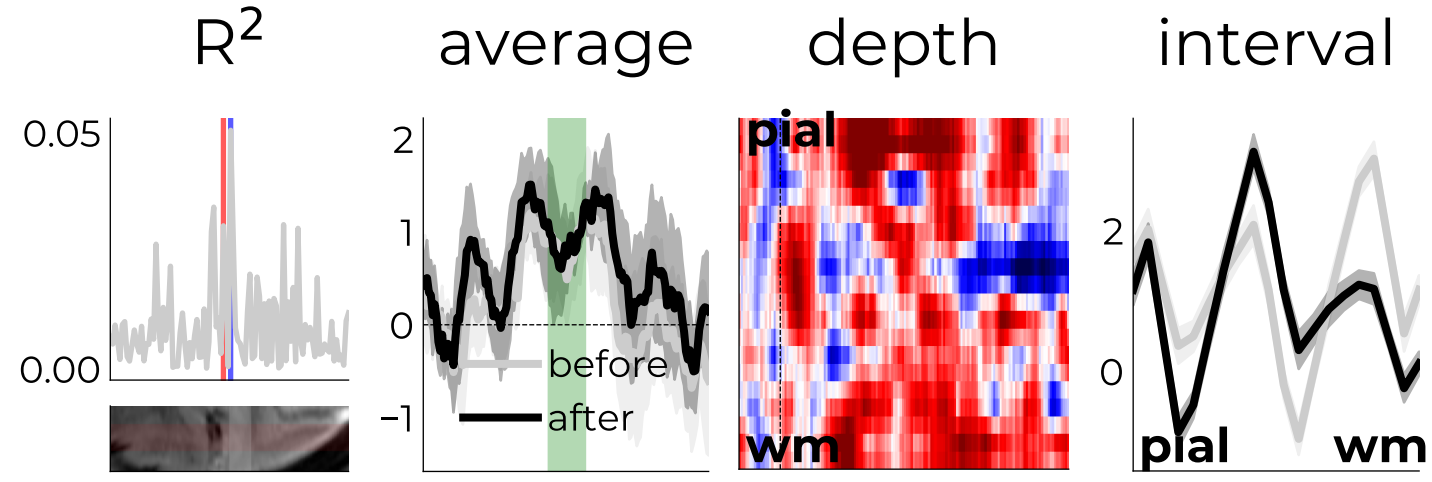 R²
average
depth
interval
0.05
0.00
2
1
0
−1
before
after
pial
wm
2
0
pial
wm